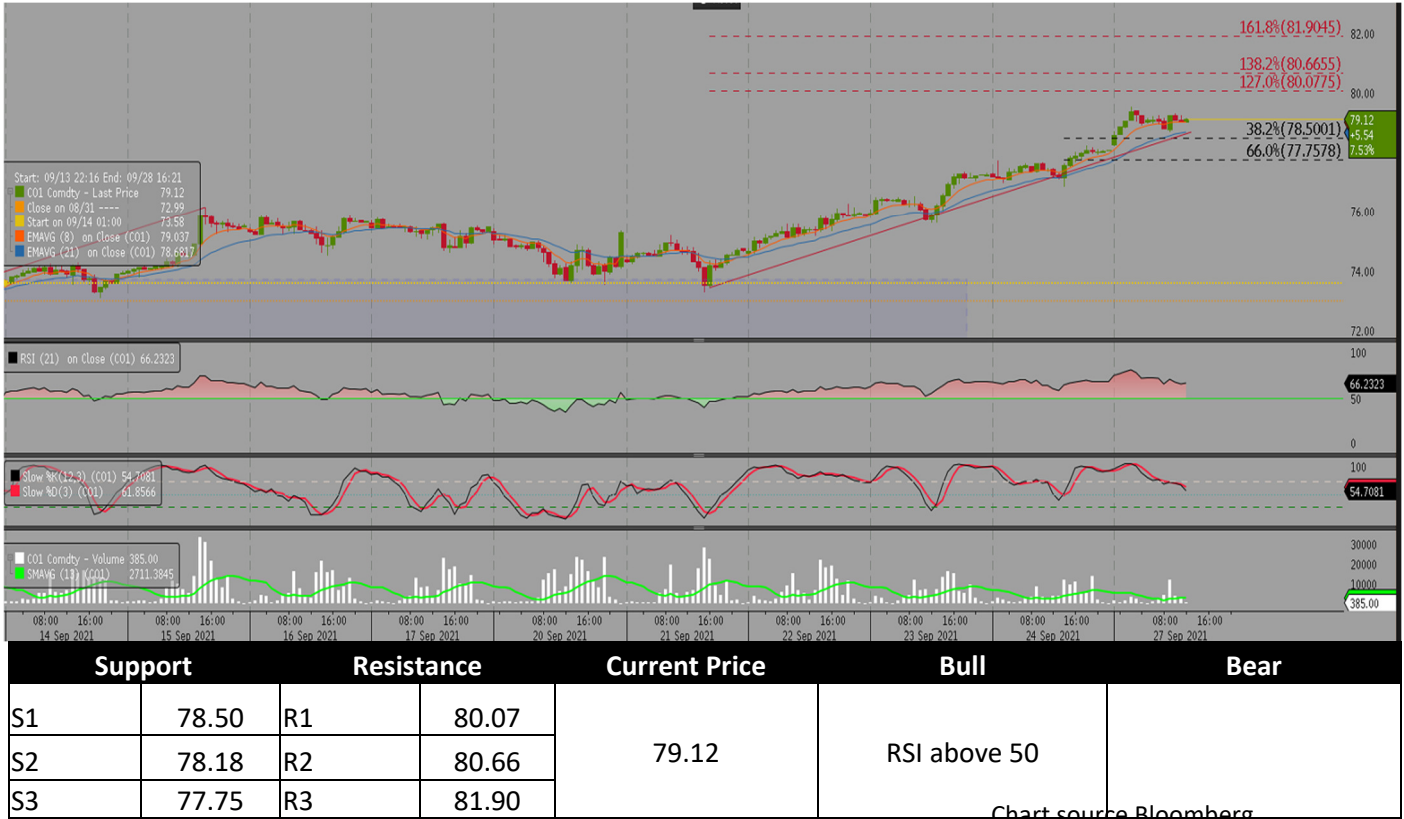 161.8%(81.9045)
82.00
138.2%(80.6655)
127.0%(80.0775)
80.00
79.12
+5.54
7.53%
38.2%(78.5001)
66.0%(77.7578)
76.00
74.00
72.00
Start: 09/13 22:16 End: 09/28 16:21
CO1 Comdty - Last Price 79.12
Close on 08/31 ---- 72.99
Start on 09/14 01:00 73.58
EMAVG (8) on Close (CO1) 79.037
EMAVG (21) on Close (CO1) 78.6817
RSI (21) on Close (CO1) 66.2323
100
66.2323
50
0
Slow %K(12,3) (CO1) 54.7081
Slow %D(3) (CO1) 61.8566
100
54.7081
CO1 Comdty - Volume 385.00
SMAVG (13) (CO1) 2711.3845
30000
20000
10000
385.00
08:00 16:00 08:00 16:00 08:00 16:00 08:00 16:00 08:00 16:00 08:00 16:00 08:00 16:00 08:00 16:00 08:00 16:00 08:00 16:00
14 Sep 2021 15 Sep 2021 16 Sep 2021 17 Sep 2021 20 Sep 2021 21 Sep 2021 22 Sep 2021 23 Sep 2021 24 Sep 2021 27 Sep 2021
Support Resistance Current Price Bull Bear
S1 78.50 R1 80.07
79.12 RSI above 50
S2 78.18 R2 80.66
S3 77.75 R3 81.90
Chart source Bloomberg